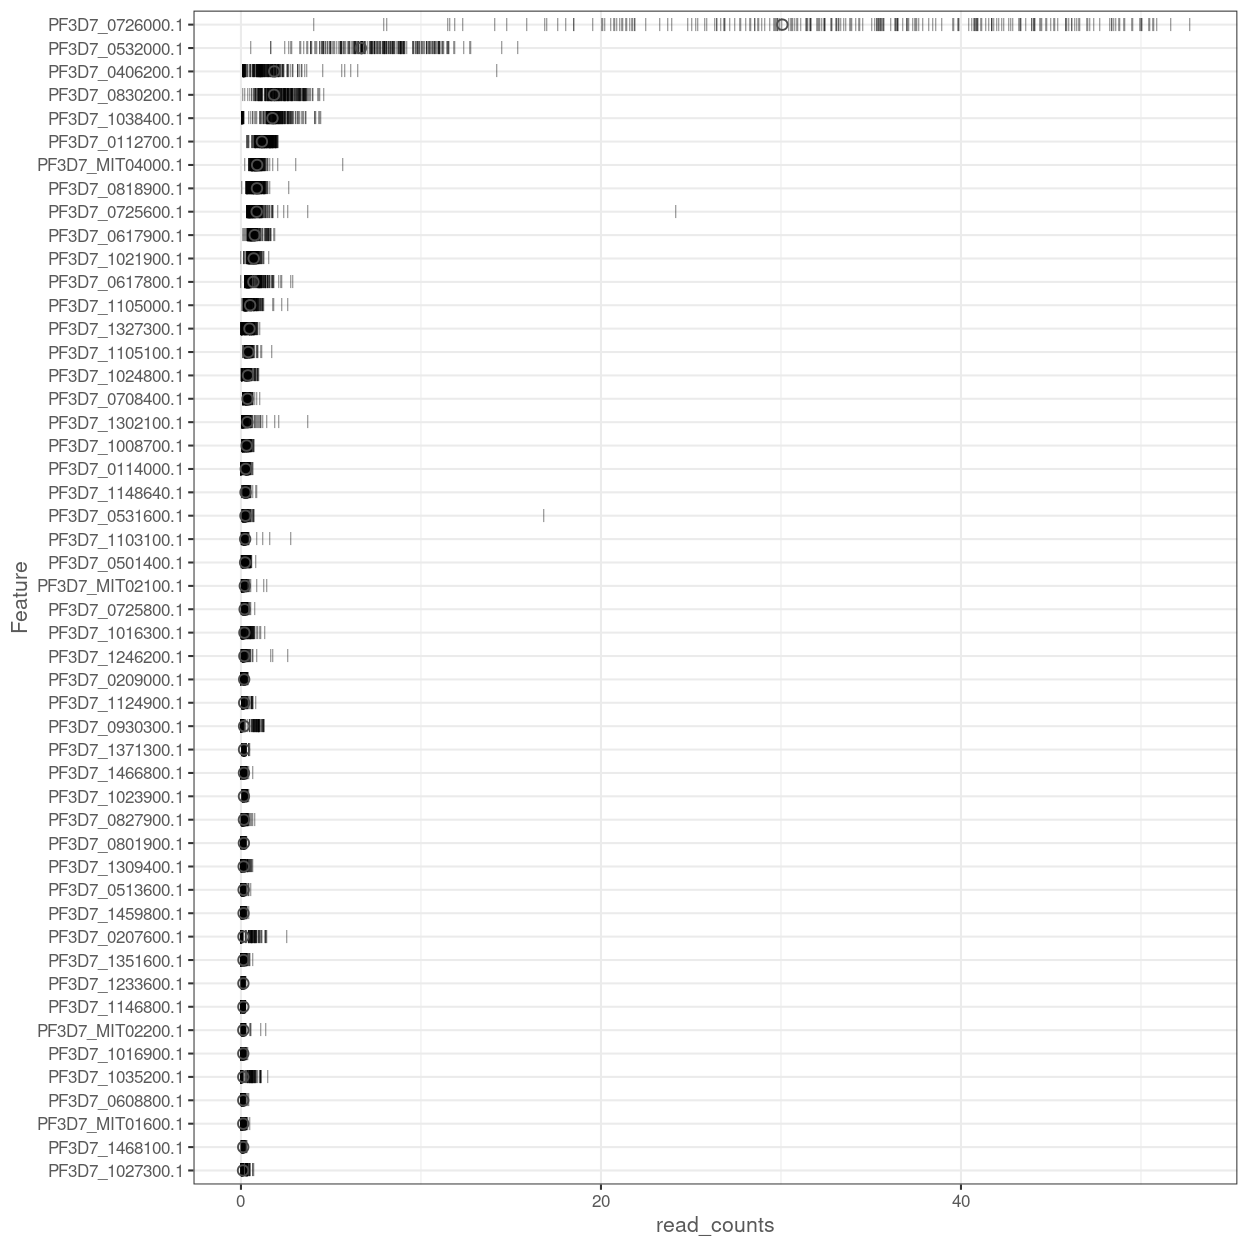 PF3D7_0726000.1
PF3D7_0532000.1
PF3D7_0406200.1
PF3D7_0830200.1
PF3D7_1038400.1
PF3D7_0112700.1
PF3D7_MIT04000.1
PF3D7_0818900.1
PF3D7_0725600.1
PF3D7_0617900.1
PF3D7_1021900.1
PF3D7_0617800.1
PF3D7_1105000.1
PF3D7_1327300.1
PF3D7_1105100.1
PF3D7_1024800.1
PF3D7_0708400.1
PF3D7_1302100.1
PF3D7_1008700.1
PF3D7_0114000.1
PF3D7_1148640.1
PF3D7_0531600.1
PF3D7_1103100.1
PF3D7_0501400.1
PF3D7_MIT02100.1
PF3D7_0725800.1
PF3D7_1016300.1
PF3D7_1246200.1
PF3D7_0209000.1
PF3D7_1124900.1
PF3D7_0930300.1
PF3D7_1371300.1
PF3D7_1466800.1
PF3D7_1023900.1
PF3D7_0827900.1
PF3D7_0801900.1
PF3D7_1309400.1
PF3D7_0513600.1
PF3D7_1459800.1
PF3D7_0207600.1
PF3D7_1351600.1
PF3D7_1233600.1
PF3D7_1146800.1
PF3D7_MIT02200.1
PF3D7_1016900.1
PF3D7_1035200.1
PF3D7_0608800.1
PF3D7_MIT01600.1
PF3D7_1468100.1
PF3D7_1027300.1
Feature
0 20 40
read_counts